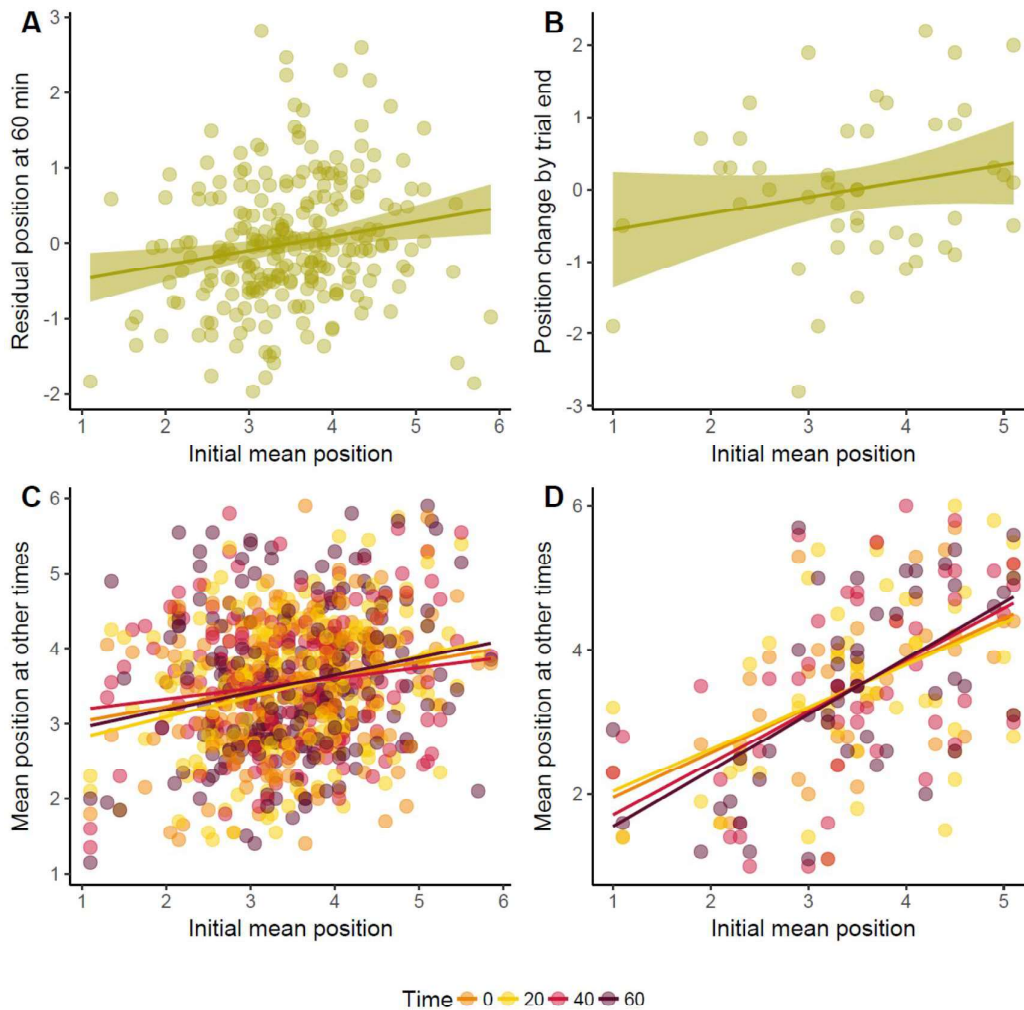 A
B
Residual position at 60 min
3
2
1
0
-1
-2
1 2 3 4 5 6
Initial mean position
Position change by trial end
2
1
0
-1
-2
-3
1 2 3 4 5
Initial mean position
C
D
Mean position at other times
6
5
4
3
2
1
1 2 3 4 5 6
Initial mean position
Mean position at other times
6
4
2
1 2 3 4 5
Initial mean position
Time 0 20 40 60